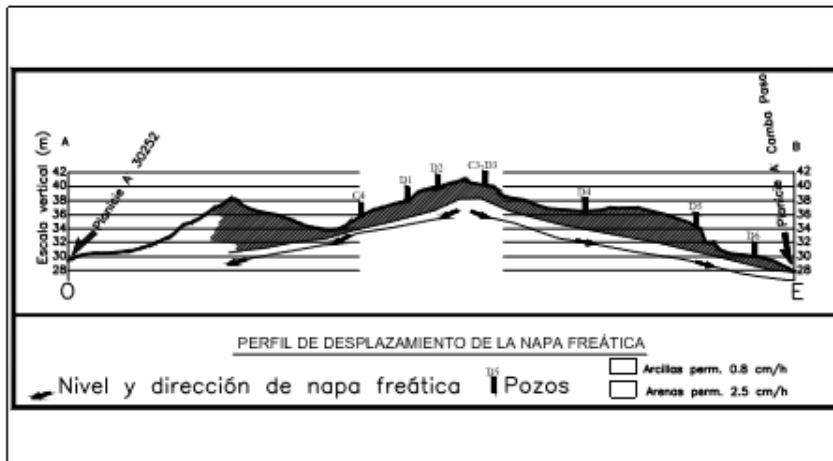 A
B
Escala vertical (m)
Planicie A° 30252
Planicie A° Camba Paso
42
40
38
36
34
32
30
28
C4
D1
D2
C3-D3
D4
D5
D6
42
40
38
36
34
32
30
28
O
E
PERFIL DE DESPLAZAMIENTO DE LA NAPA FREÁTICA
Nivel y dirección de napa freática
D5
Pozos
Arcillas perm. 0.8 cm/h
Arenas perm. 2.5 cm/h